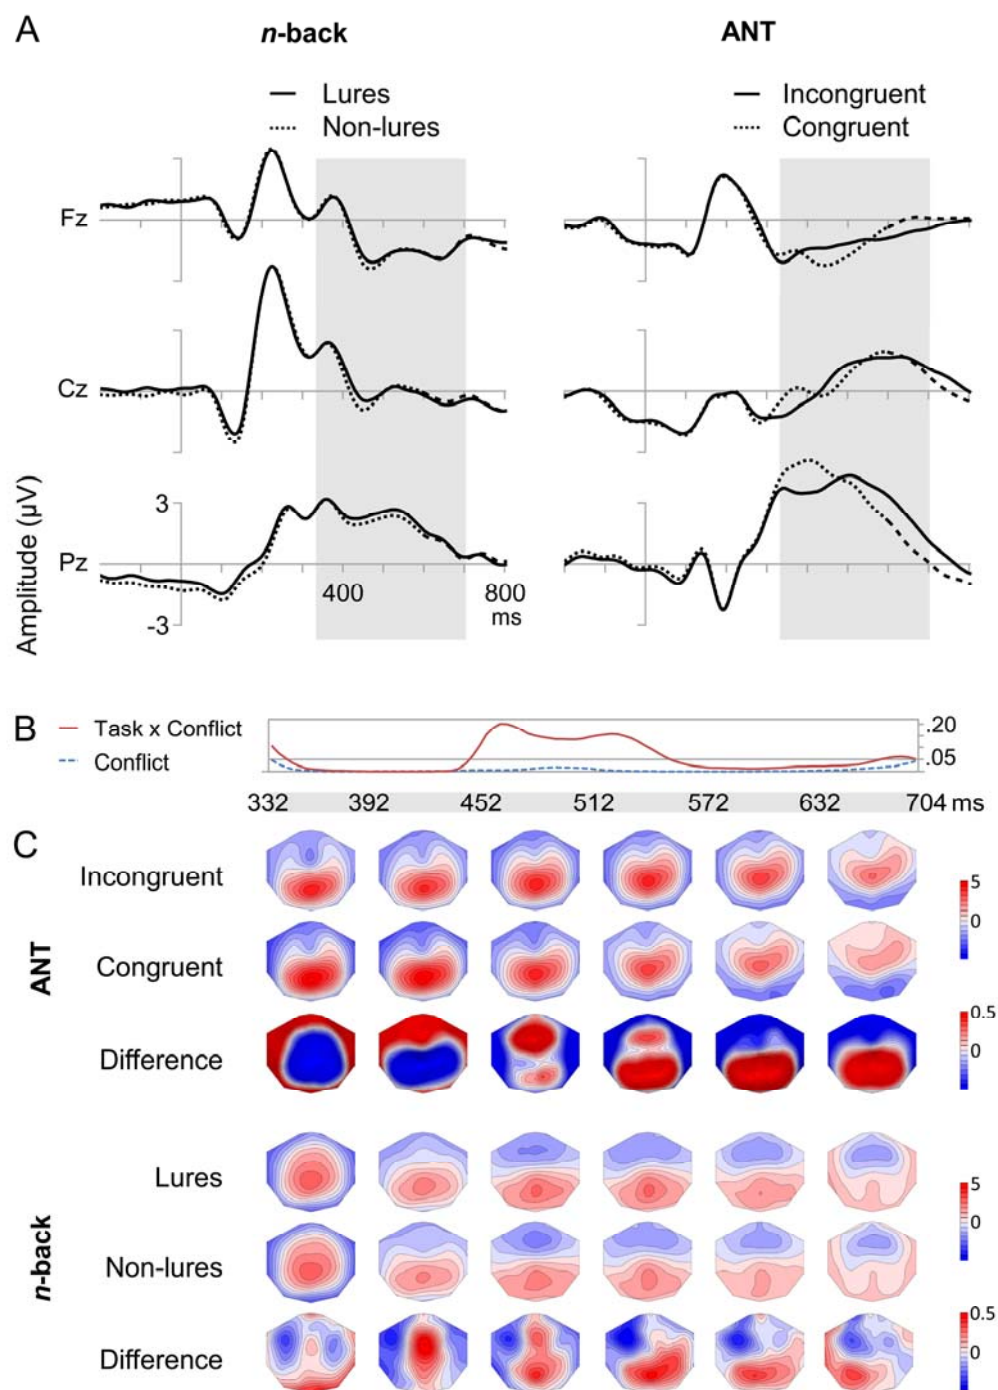 A
n-back
ANT
Lures
Non-lures
Incongruent
Congruent
Fz
Cz
Pz
Amplitude (µV)
3
-3
400
800
ms
B
Task x Conflict
Conflict
.20
.05
332 392 452 512 572 632 704 ms
C
ANT
Incongruent
Congruent
Difference
5
0
0.5
0
n-back
Lures
Non-lures
Difference
5
0
0.5
0